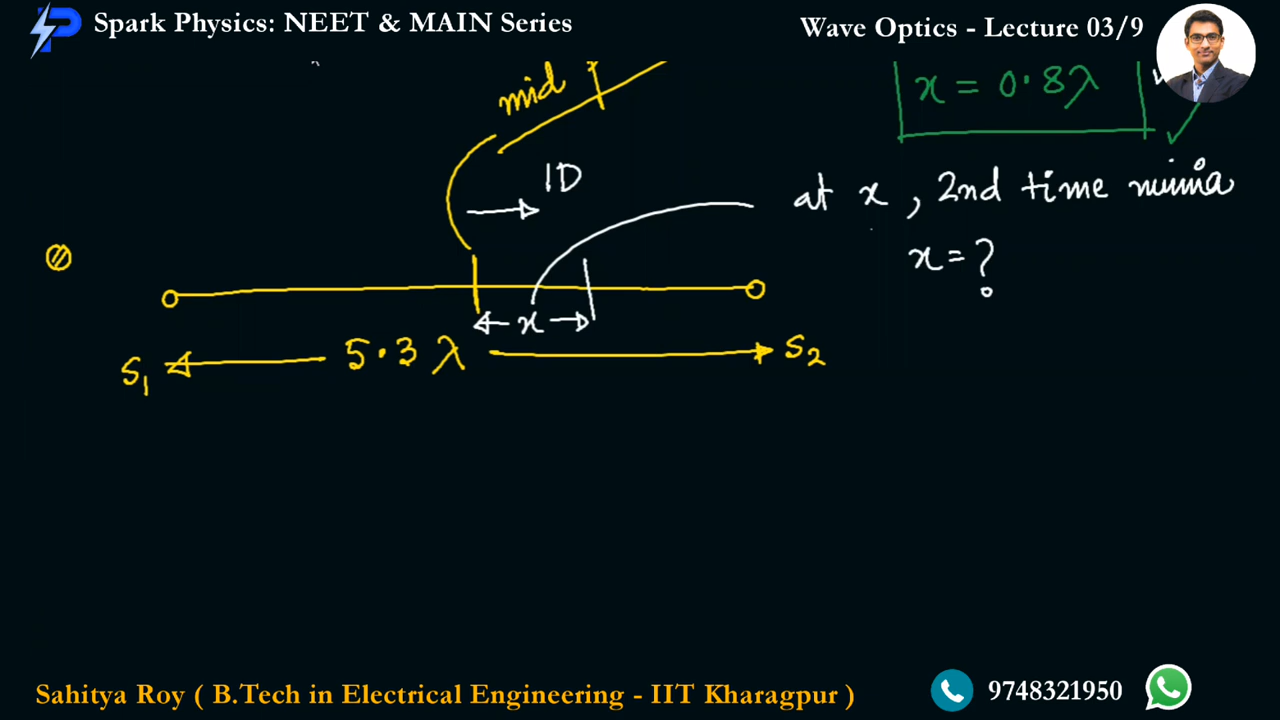 Spark Physics: NEET & MAIN Series
Wave Optics - Lecture 03/9
mid
x = 0.8λ
1D
at x, 2nd time minima
x = ?
x
S1 5.3λ S2
Sahitya Roy ( B.Tech in Electrical Engineering - IIT Kharagpur )
9748321950